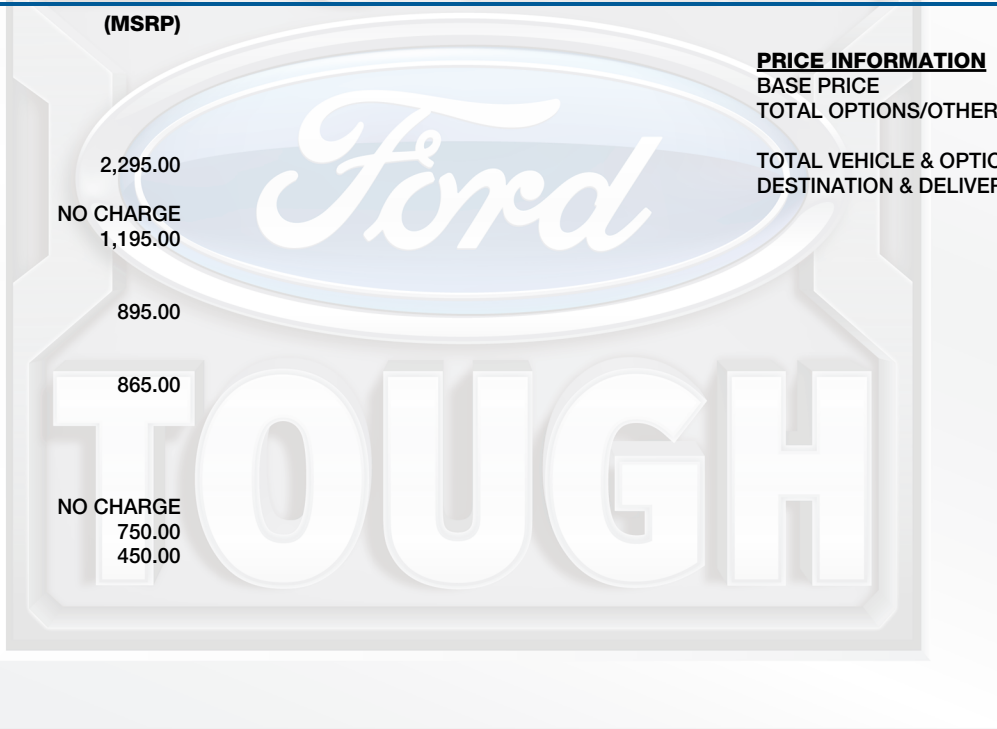 (MSRP)
2,295.00
NO CHARGE
1,195.00
895.00
865.00
NO CHARGE
750.00
450.00
PRICE INFORMATION
BASE PRICE
TOTAL OPTIONS/OTHER
TOTAL VEHICLE & OPTIO
DESTINATION & DELIVER
Ford
TOUGH